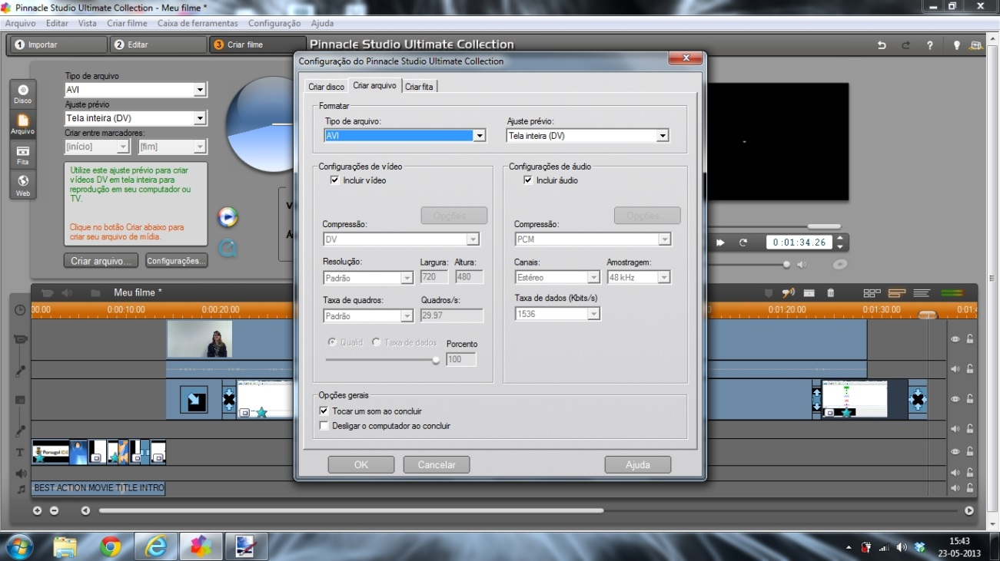 Pinnacle Studio Ultimate Collection - Meu filme *
Arquivo Editar Vista Criar filme Caixa de ferramentas Configuração Ajuda
1 Importar 2 Editar 3 Criar filme
Pinnacle Studio Ultimate Collection
Disco
Arquivo
Fita
Web
Tipo de arquivo
AVI
Ajuste prévio
Tela inteira (DV)
Criar entre marcadores:
[início] [fim]
Utilize este ajuste prévio para criar
vídeos DV em tela inteira para
reprodução em seu computador ou
TV.
Clique no botão Criar abaixo para
criar seu arquivo de mídia.
Criar arquivo... Configurações...
V
Á
Configuração do Pinnacle Studio Ultimate Collection
Criar disco Criar arquivo Criar fita
Formatar
Tipo de arquivo: Ajuste prévio:
AVI Tela inteira (DV)
Configurações de vídeo
Incluir vídeo
Opções...
Compressão:
DV
Resolução: Largura: Altura:
Padrão 720 480
Taxa de quadros: Quadros/s:
Padrão 29.97
Qualid. Taxa de dados Porcento
100
Configurações de áudio
Incluir áudio
Opções...
Compressão:
PCM
Canais: Amostragem:
Estéreo 48 kHz
Taxa de dados (Kbits/s)
1536
Opções gerais
Tocar um som ao concluir
Desligar o computador ao concluir
OK Cancelar Ajuda
0:01:34.26
Meu filme *
00.00 0:00:10.00 0:00:20.00 0:01:20.00 0:01:30.00 0:01:4
T
Portugol IDE
BEST ACTION MOVIE TITLE INTRO
15:43
23-05-2013